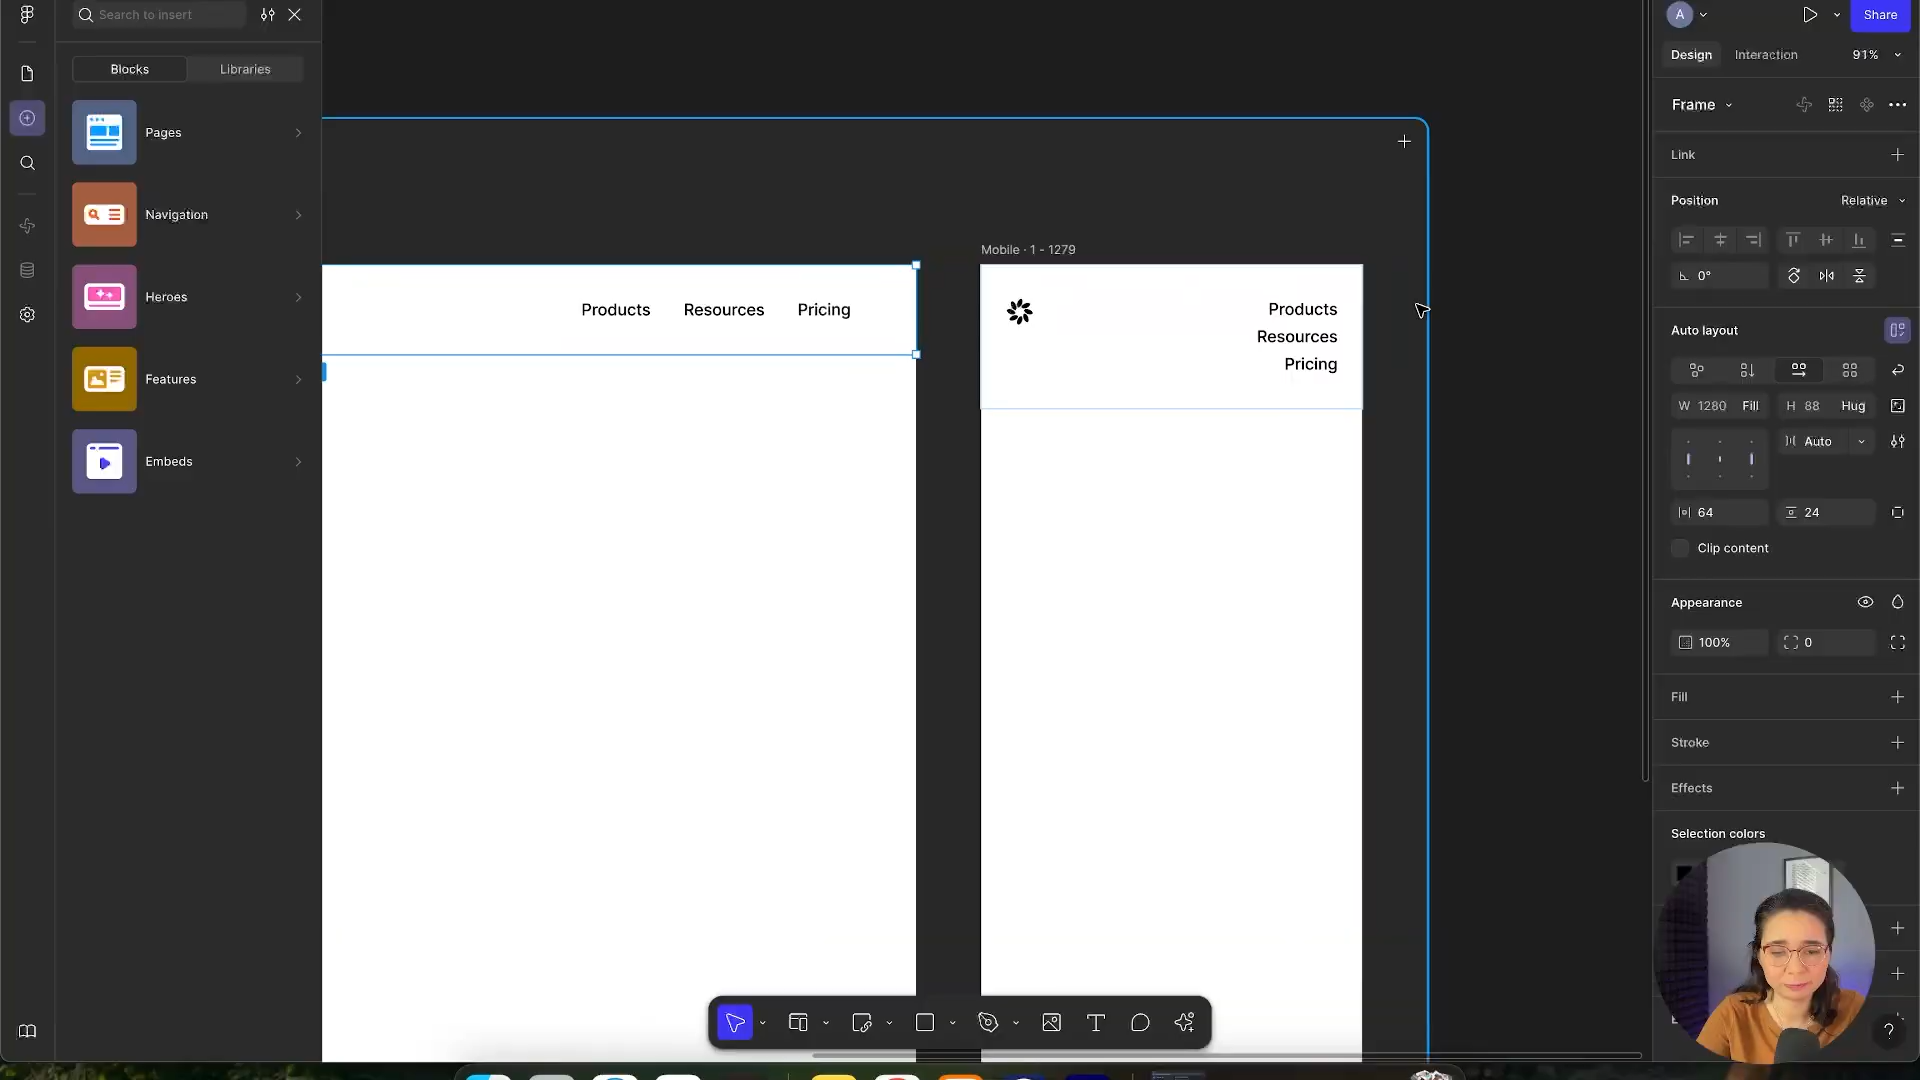 Search to insert
Blocks
Libraries
Pages
Navigation
Heroes
Features
Embeds
Products
Resources
Pricing
Mobile · 1 - 1279
Products
Resources
Pricing
A
Share
Design
Interaction
91%
Frame
Link
Position
Relative
0°
Auto layout
W 1280 Fill
H 88 Hug
Auto
64
24
Clip content
Appearance
100%
0
Fill
Stroke
Effects
Selection colors
?